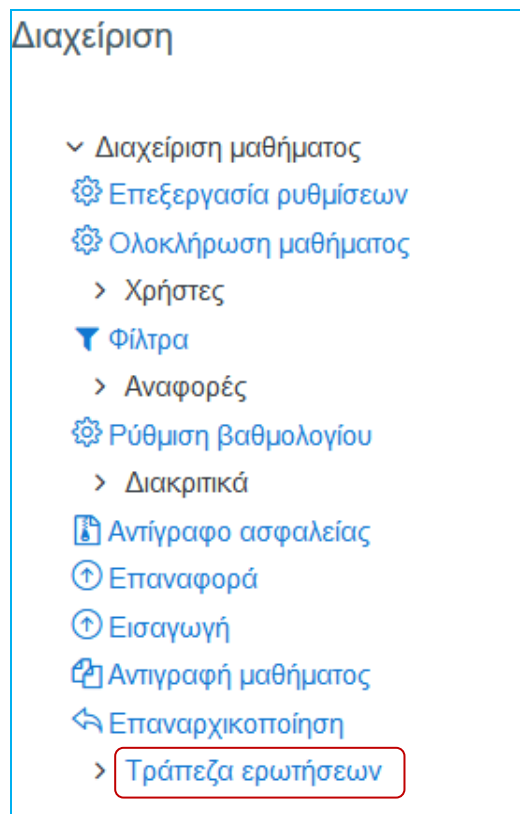 Διαχείριση
Διαχείριση μαθήματος
Επεξεργασία ρυθμίσεων
Ολοκλήρωση μαθήματος
Χρήστες
Φίλτρα
Αναφορές
Ρύθμιση βαθμολογίου
Διακριτικά
Αντίγραφο ασφαλείας
Επαναφορά
Εισαγωγή
Αντιγραφή μαθήματος
Επαναρχικοποίηση
Τράπεζα ερωτήσεων